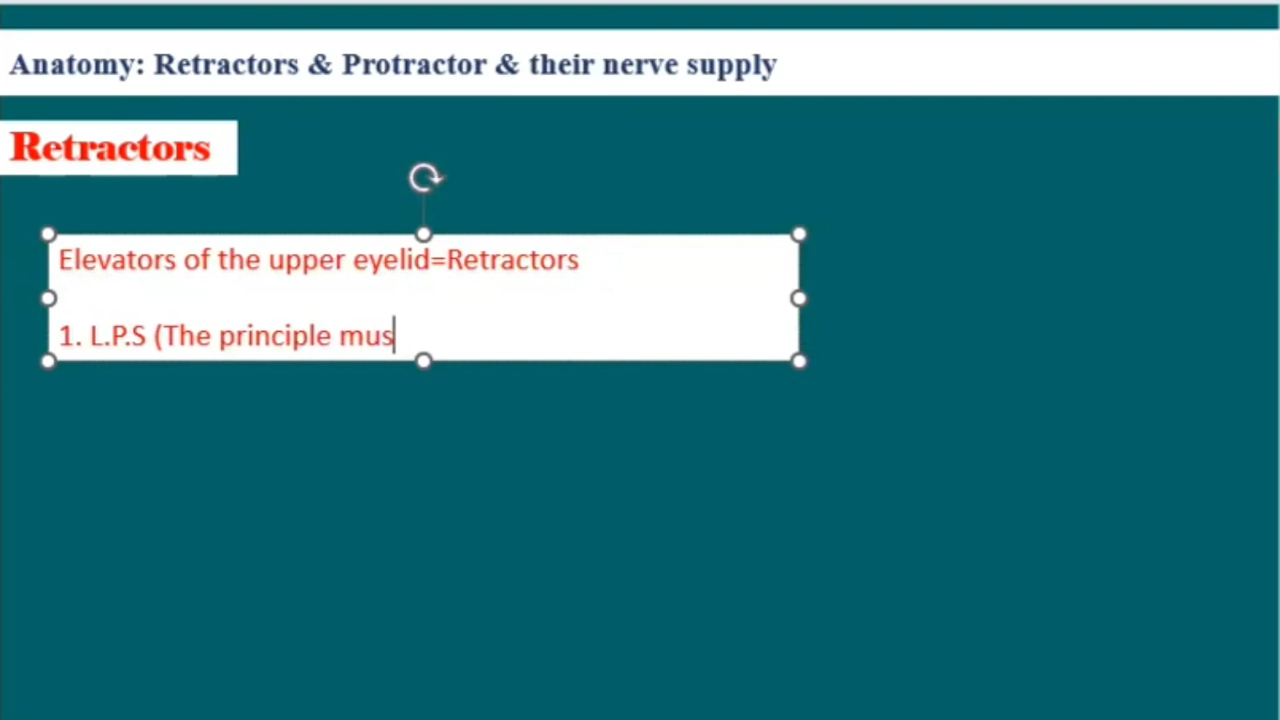 Anatomy: Retractors & Protractor & their nerve supply
Retractors
Elevators of the upper eyelid=Retractors
1. L.P.S (The principle mus